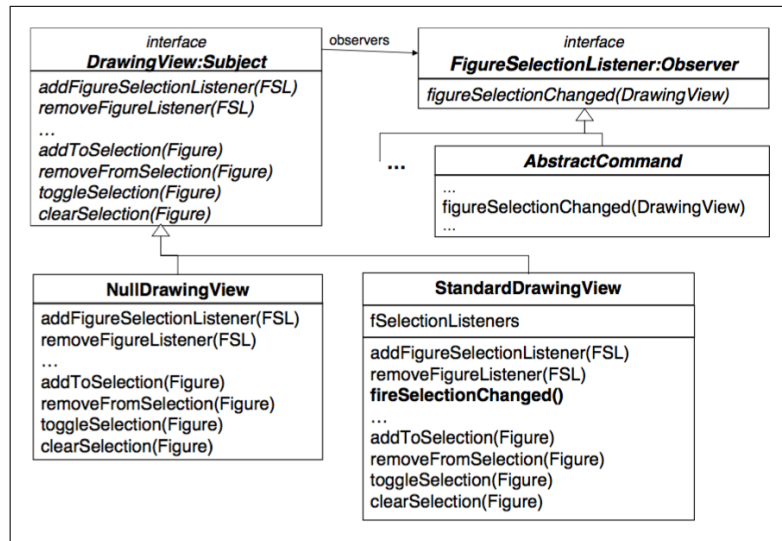 interface
DrawingView:Subject
addFigureSelectionListener(FSL)
removeFigureListener(FSL)
...
addToSelection(Figure)
removeFromSelection(Figure)
toggleSelection(Figure)
clearSelection(Figure)
observers
interface
FigureSelectionListener:Observer
figureSelectionChanged(DrawingView)
...
AbstractCommand
...
figureSelectionChanged(DrawingView)
...
NullDrawingView
addFigureSelectionListener(FSL)
removeFigureListener(FSL)
...
addToSelection(Figure)
removeFromSelection(Figure)
toggleSelection(Figure)
clearSelection(Figure)
StandardDrawingView
fSelectionListeners
addFigureSelectionListener(FSL)
removeFigureListener(FSL)
fireSelectionChanged()
...
addToSelection(Figure)
removeFromSelection(Figure)
toggleSelection(Figure)
clearSelection(Figure)